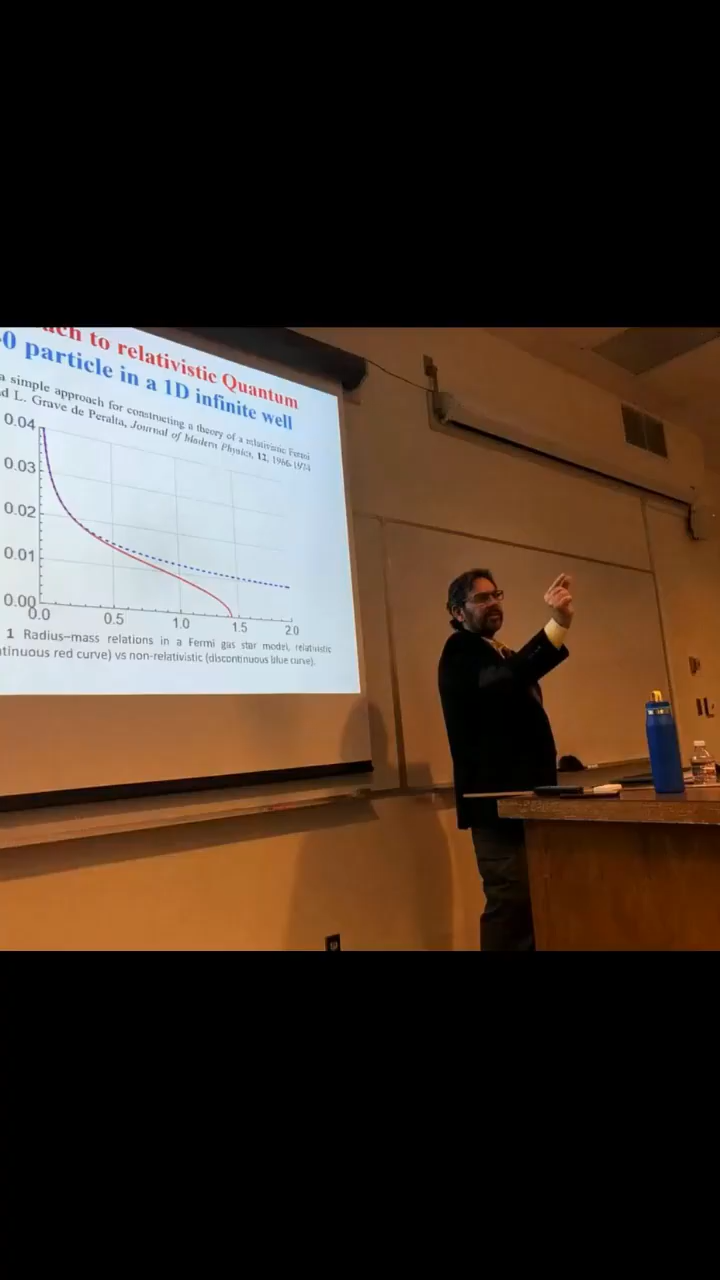 ach to relativistic Quantum
-0 particle in a 1D infinite well
a simple approach for constructing a theory of a relativistic Fermi
d L. Grave de Peralta, Journal of Modern Physics, 12, 1966-1974
0.04
0.03
0.02
0.01
0.00
0.0 0.5 1.0 1.5 2.0
1 Radius–mass relations in a Fermi gas star model, relativistic
tinuous red curve) vs non-relativistic (discontinuous blue curve).